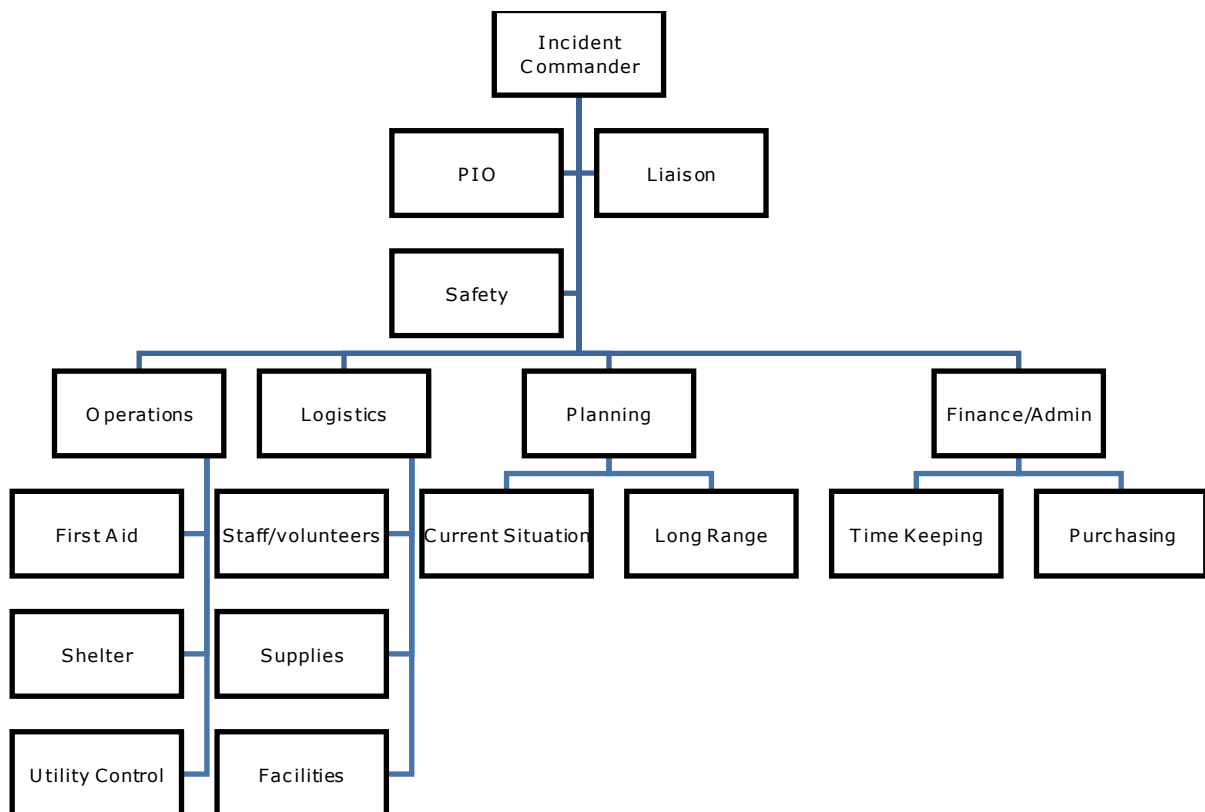 Incident
Commander
PIO
Liaison
Safety
Operations
Logistics
Planning
Finance/Admin
First Aid
Staff/volunteers
Current Situation
Long Range
Time Keeping
Purchasing
Shelter
Supplies
Utility Control
Facilities